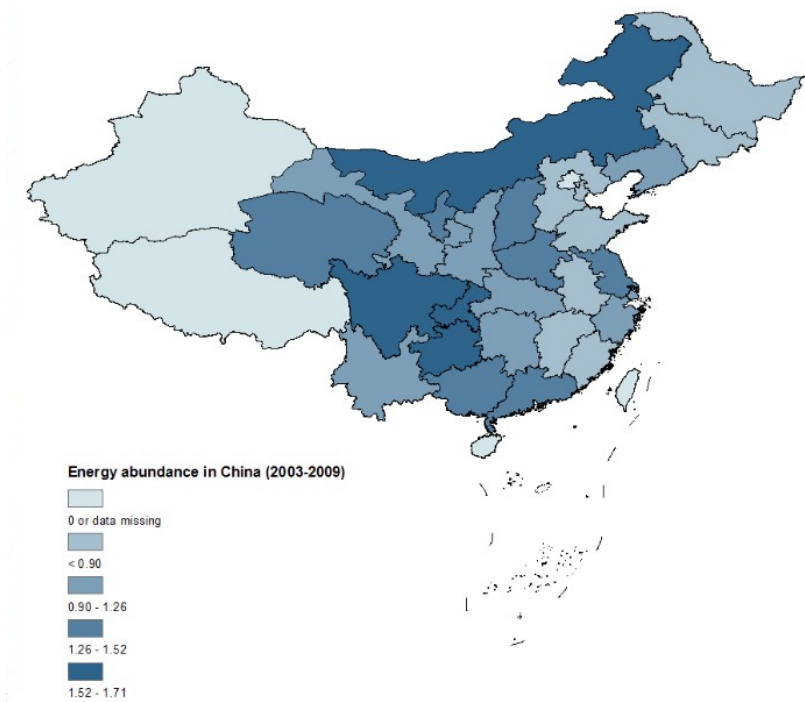 Energy abundance in China (2003-2009)
0 or data missing
< 0.90
0.90 - 1.26
1.26 - 1.52
1.52 - 1.71